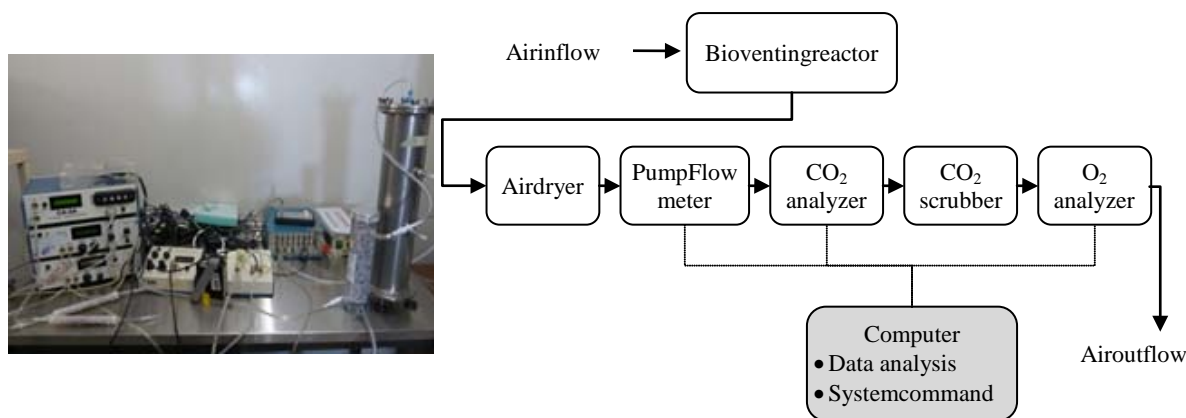 Airinflow
Bioventingreactor
Airdryer
PumpFlow
meter
CO₂
analyzer
CO₂
scrubber
O₂
analyzer
Computer
• Data analysis
• Systemcommand
Airoutflow